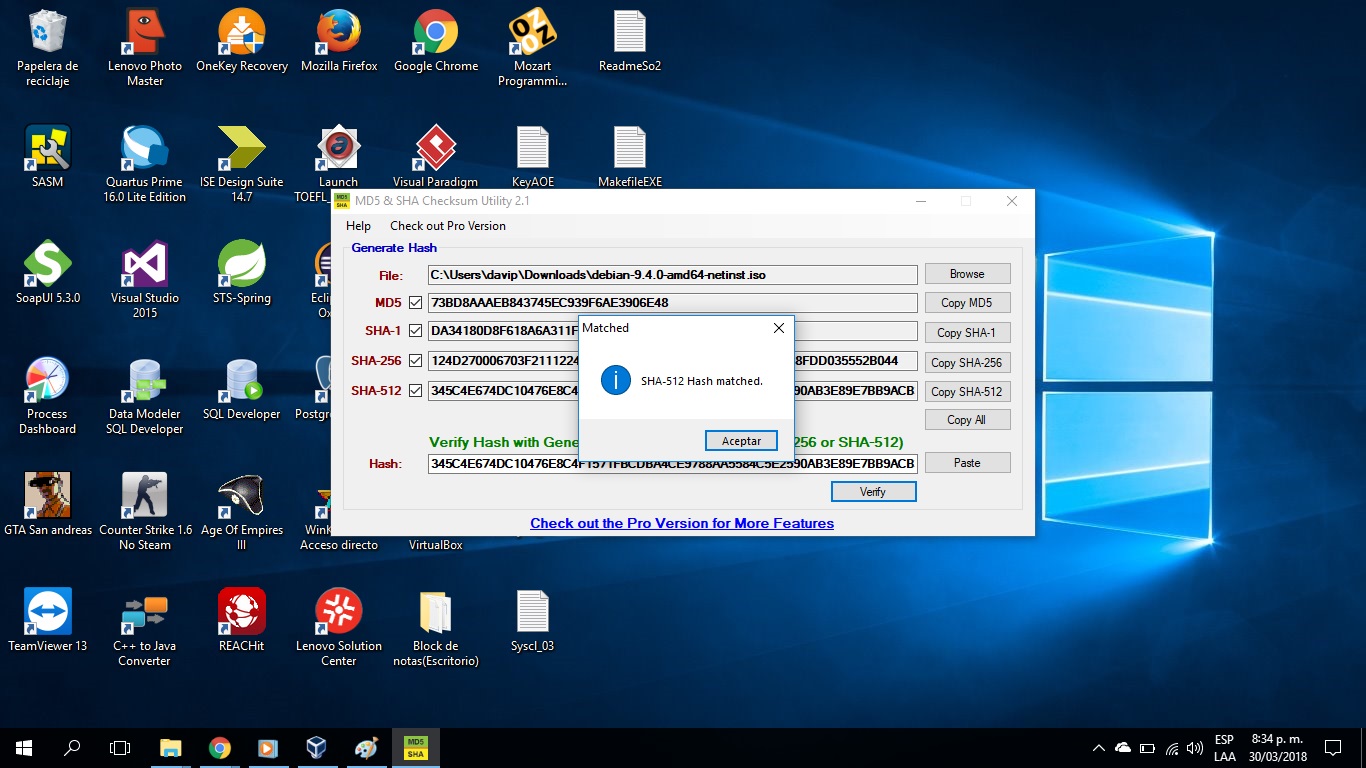 Papelera de
reciclaje
Lenovo Photo
Master
OneKey Recovery
Mozilla Firefox
Google Chrome
Mozart
Programmi...
ReadmeSo2
SASM
Quartus Prime
16.0 Lite Edition
ISE Design Suite
14.7
Launch
TOEFL_
Visual Paradigm
KeyAOE
MakefileEXE
MD5 & SHA Checksum Utility 2.1
Help
Check out Pro Version
Generate Hash
File:
C:\Users\davip\Downloads\debian-9.4.0-amd64-netinst.iso
Browse
MD5
73BD8AAAEB843745EC939F6AE3906E48
Copy MD5
SHA-1
DA34180D8F618A6A311F
Copy SHA-1
SHA-256
124D270006703F2111224
8FDD035552B044
Copy SHA-256
SHA-512
345C4E674DC10476E8C4
90AB3E89E7BB9ACB
Copy SHA-512
Copy All
Matched
SHA-512 Hash matched.
Aceptar
Verify Hash with Gene
256 or SHA-512)
Hash:
345C4E674DC10476E8C4F1571FBCDBA4CE9788AA5584C5E2590AB3E89E7BB9ACB
Paste
Verify
Check out the Pro Version for More Features
SoapUI 5.3.0
Visual Studio
2015
STS-Spring
Eclip
Ox
Process
Dashboard
Data Modeler
SQL Developer
SQL Developer
Postgr
GTA San andreas
Counter Strike 1.6
No Steam
Age Of Empires
III
WinK
Acceso directo
VirtualBox
TeamViewer 13
C++ to Java
Converter
REACHit
Lenovo Solution
Center
Block de
notas(Escritorio)
Syscl_03
MD5
SHA
ESP
LAA
8:34 p. m.
30/03/2018